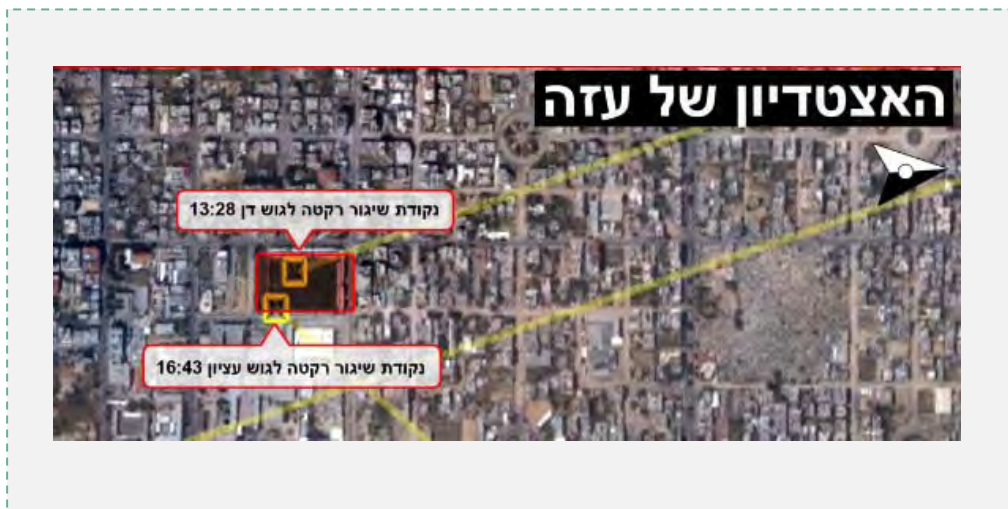 האצטדיון של עזה
נקודת שיגור רקטה לגוש דן 13:28
נקודת שיגור רקטה לגוש עציון 16:43